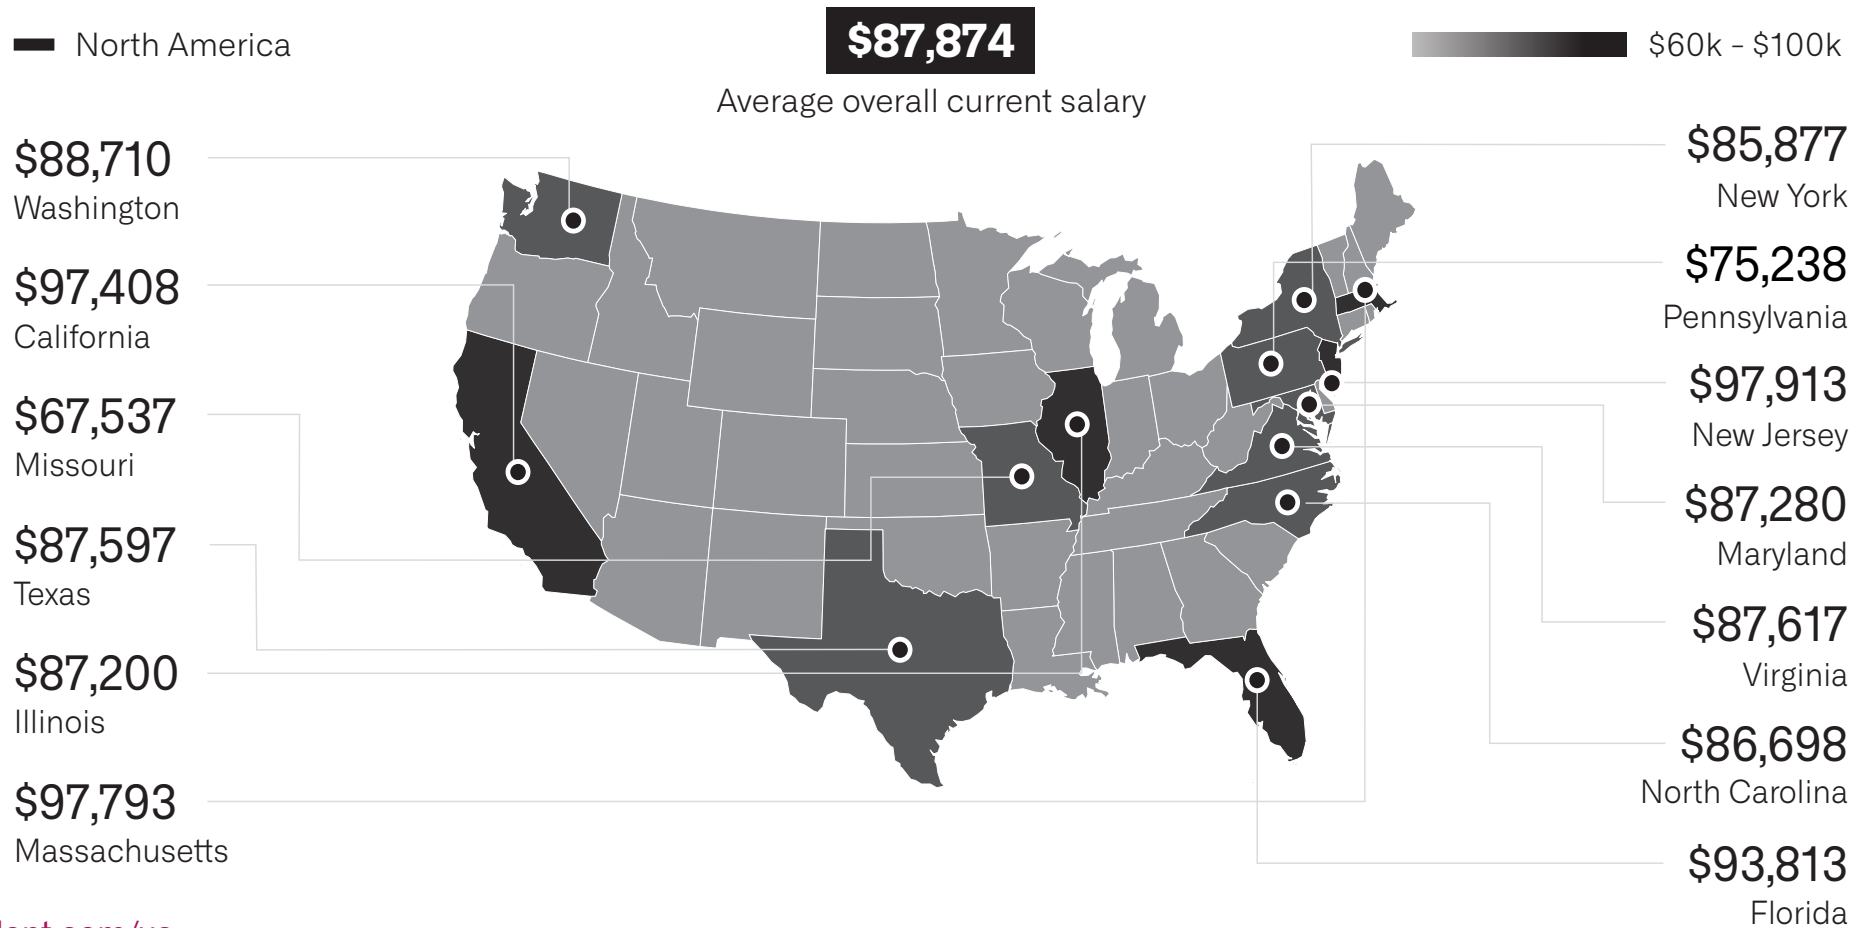 North America
$87,874
Average overall current salary
$60k - $100k
$88,710
Washington
$97,408
California
$67,537
Missouri
$87,597
Texas
$87,200
Illinois
$97,793
Massachusetts
$85,877
New York
$75,238
Pennsylvania
$97,913
New Jersey
$87,280
Maryland
$87,617
Virginia
$86,698
North Carolina
$93,813
Florida